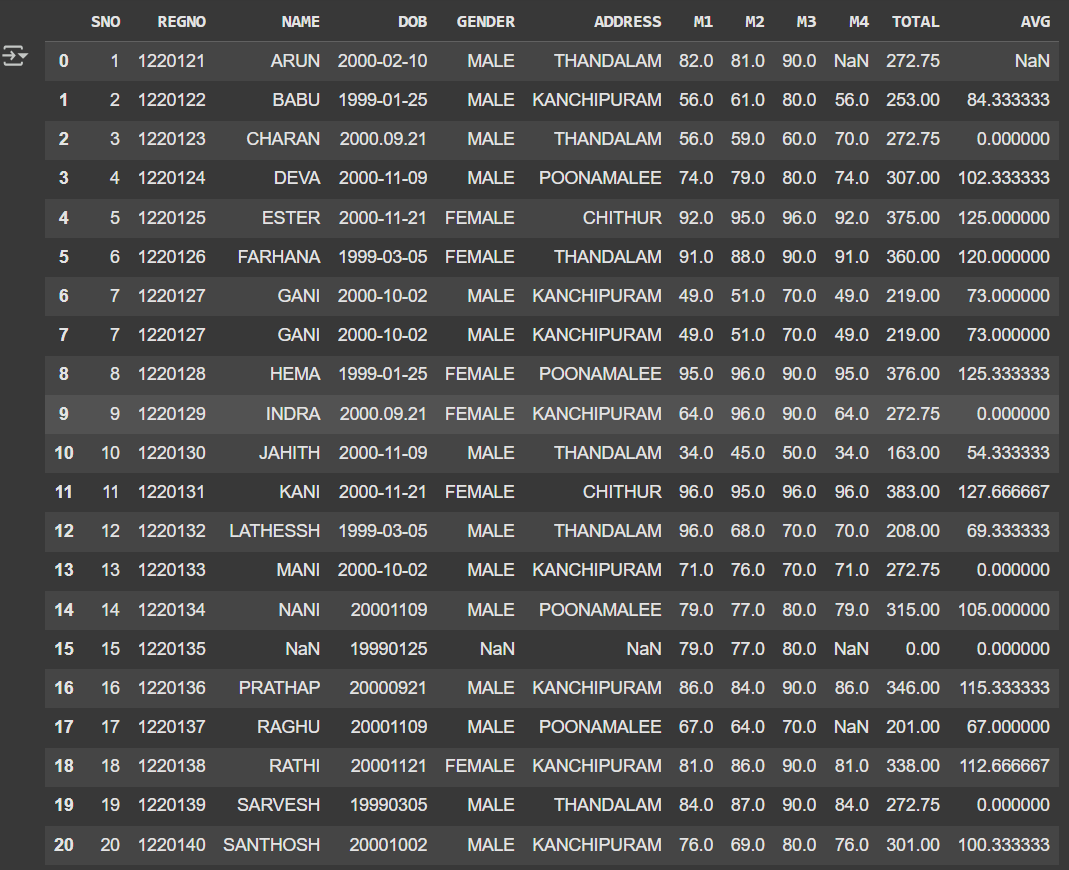 SNO REGNO NAME DOB GENDER ADDRESS M1 M2 M3 M4 TOTAL AVG
0 1 1220121 ARUN 2000-02-10 MALE THANDALAM 82.0 81.0 90.0 NaN 272.75 NaN
1 2 1220122 BABU 1999-01-25 MALE KANCHIPURAM 56.0 61.0 80.0 56.0 253.00 84.333333
2 3 1220123 CHARAN 2000.09.21 MALE THANDALAM 56.0 59.0 60.0 70.0 272.75 0.000000
3 4 1220124 DEVA 2000-11-09 MALE POONAMALEE 74.0 79.0 80.0 74.0 307.00 102.333333
4 5 1220125 ESTER 2000-11-21 FEMALE CHITHUR 92.0 95.0 96.0 92.0 375.00 125.000000
5 6 1220126 FARHANA 1999-03-05 FEMALE THANDALAM 91.0 88.0 90.0 91.0 360.00 120.000000
6 7 1220127 GANI 2000-10-02 MALE KANCHIPURAM 49.0 51.0 70.0 49.0 219.00 73.000000
7 7 1220127 GANI 2000-10-02 MALE KANCHIPURAM 49.0 51.0 70.0 49.0 219.00 73.000000
8 8 1220128 HEMA 1999-01-25 FEMALE POONAMALEE 95.0 96.0 90.0 95.0 376.00 125.333333
9 9 1220129 INDRA 2000.09.21 FEMALE KANCHIPURAM 64.0 96.0 90.0 64.0 272.75 0.000000
10 10 1220130 JAHITH 2000-11-09 MALE THANDALAM 34.0 45.0 50.0 34.0 163.00 54.333333
11 11 1220131 KANI 2000-11-21 FEMALE CHITHUR 96.0 95.0 96.0 96.0 383.00 127.666667
12 12 1220132 LATHESSH 1999-03-05 MALE THANDALAM 96.0 68.0 70.0 70.0 208.00 69.333333
13 13 1220133 MANI 2000-10-02 MALE KANCHIPURAM 71.0 76.0 70.0 71.0 272.75 0.000000
14 14 1220134 NANI 20001109 MALE POONAMALEE 79.0 77.0 80.0 79.0 315.00 105.000000
15 15 1220135 NaN 19990125 NaN NaN 79.0 77.0 80.0 NaN 0.00 0.000000
16 16 1220136 PRATHAP 20000921 MALE KANCHIPURAM 86.0 84.0 90.0 86.0 346.00 115.333333
17 17 1220137 RAGHU 20001109 MALE POONAMALEE 67.0 64.0 70.0 NaN 201.00 67.000000
18 18 1220138 RATHI 20001121 FEMALE KANCHIPURAM 81.0 86.0 90.0 81.0 338.00 112.666667
19 19 1220139 SARVESH 19990305 MALE THANDALAM 84.0 87.0 90.0 84.0 272.75 0.000000
20 20 1220140 SANTHOSH 20001002 MALE KANCHIPURAM 76.0 69.0 80.0 76.0 301.00 100.333333